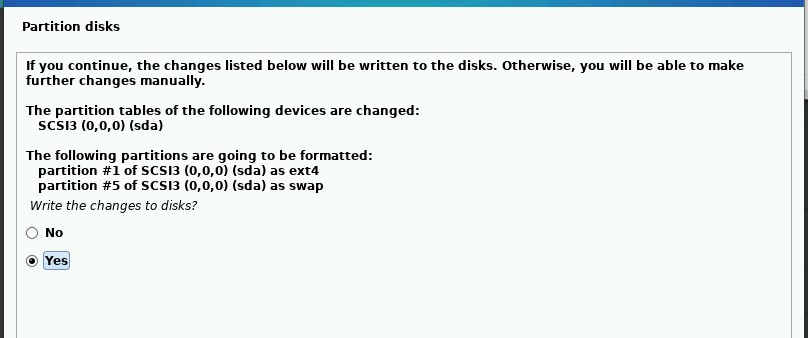 Partition disks
If you continue, the changes listed below will be written to the disks. Otherwise, you will be able to make
further changes manually.
The partition tables of the following devices are changed:
SCSI3 (0,0,0) (sda)
The following partitions are going to be formatted:
partition #1 of SCSI3 (0,0,0) (sda) as ext4
partition #5 of SCSI3 (0,0,0) (sda) as swap
Write the changes to disks?
No
Yes